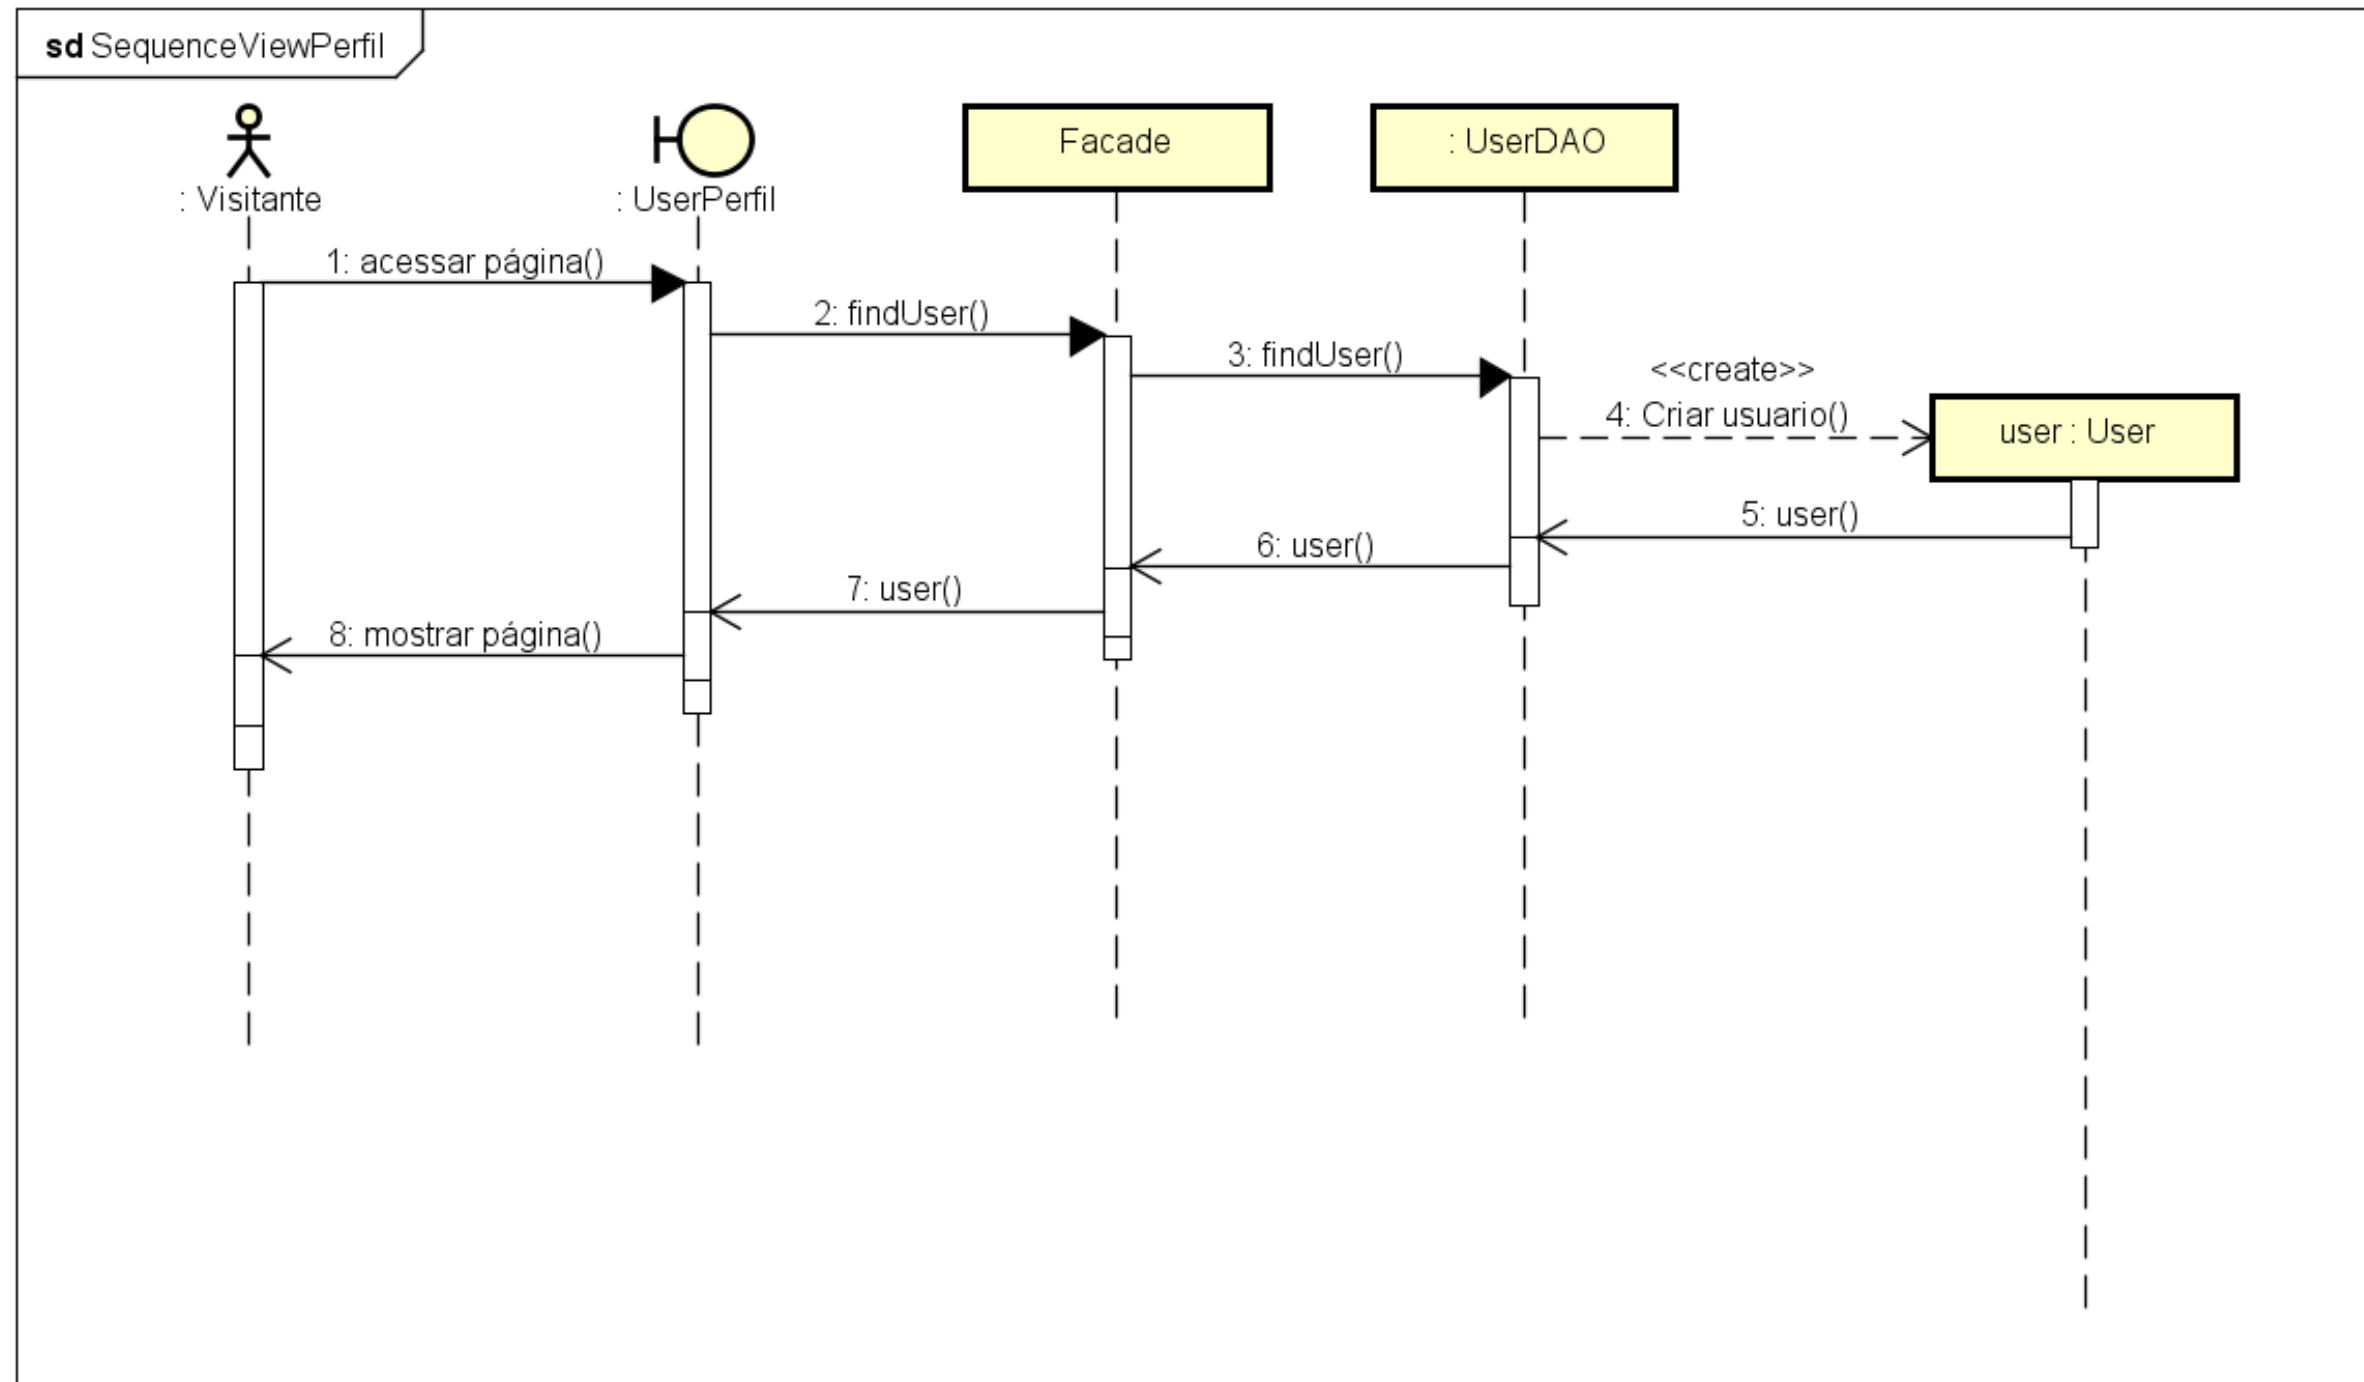 sd SequenceViewPerfil
Facade
: UserDAO
: Visitante
: UserPerfil
1: acessar página()
2: findUser()
3: findUser()
<<create>>
4: Criar usuario()
user : User
5: user()
6: user()
7: user()
8: mostrar página()